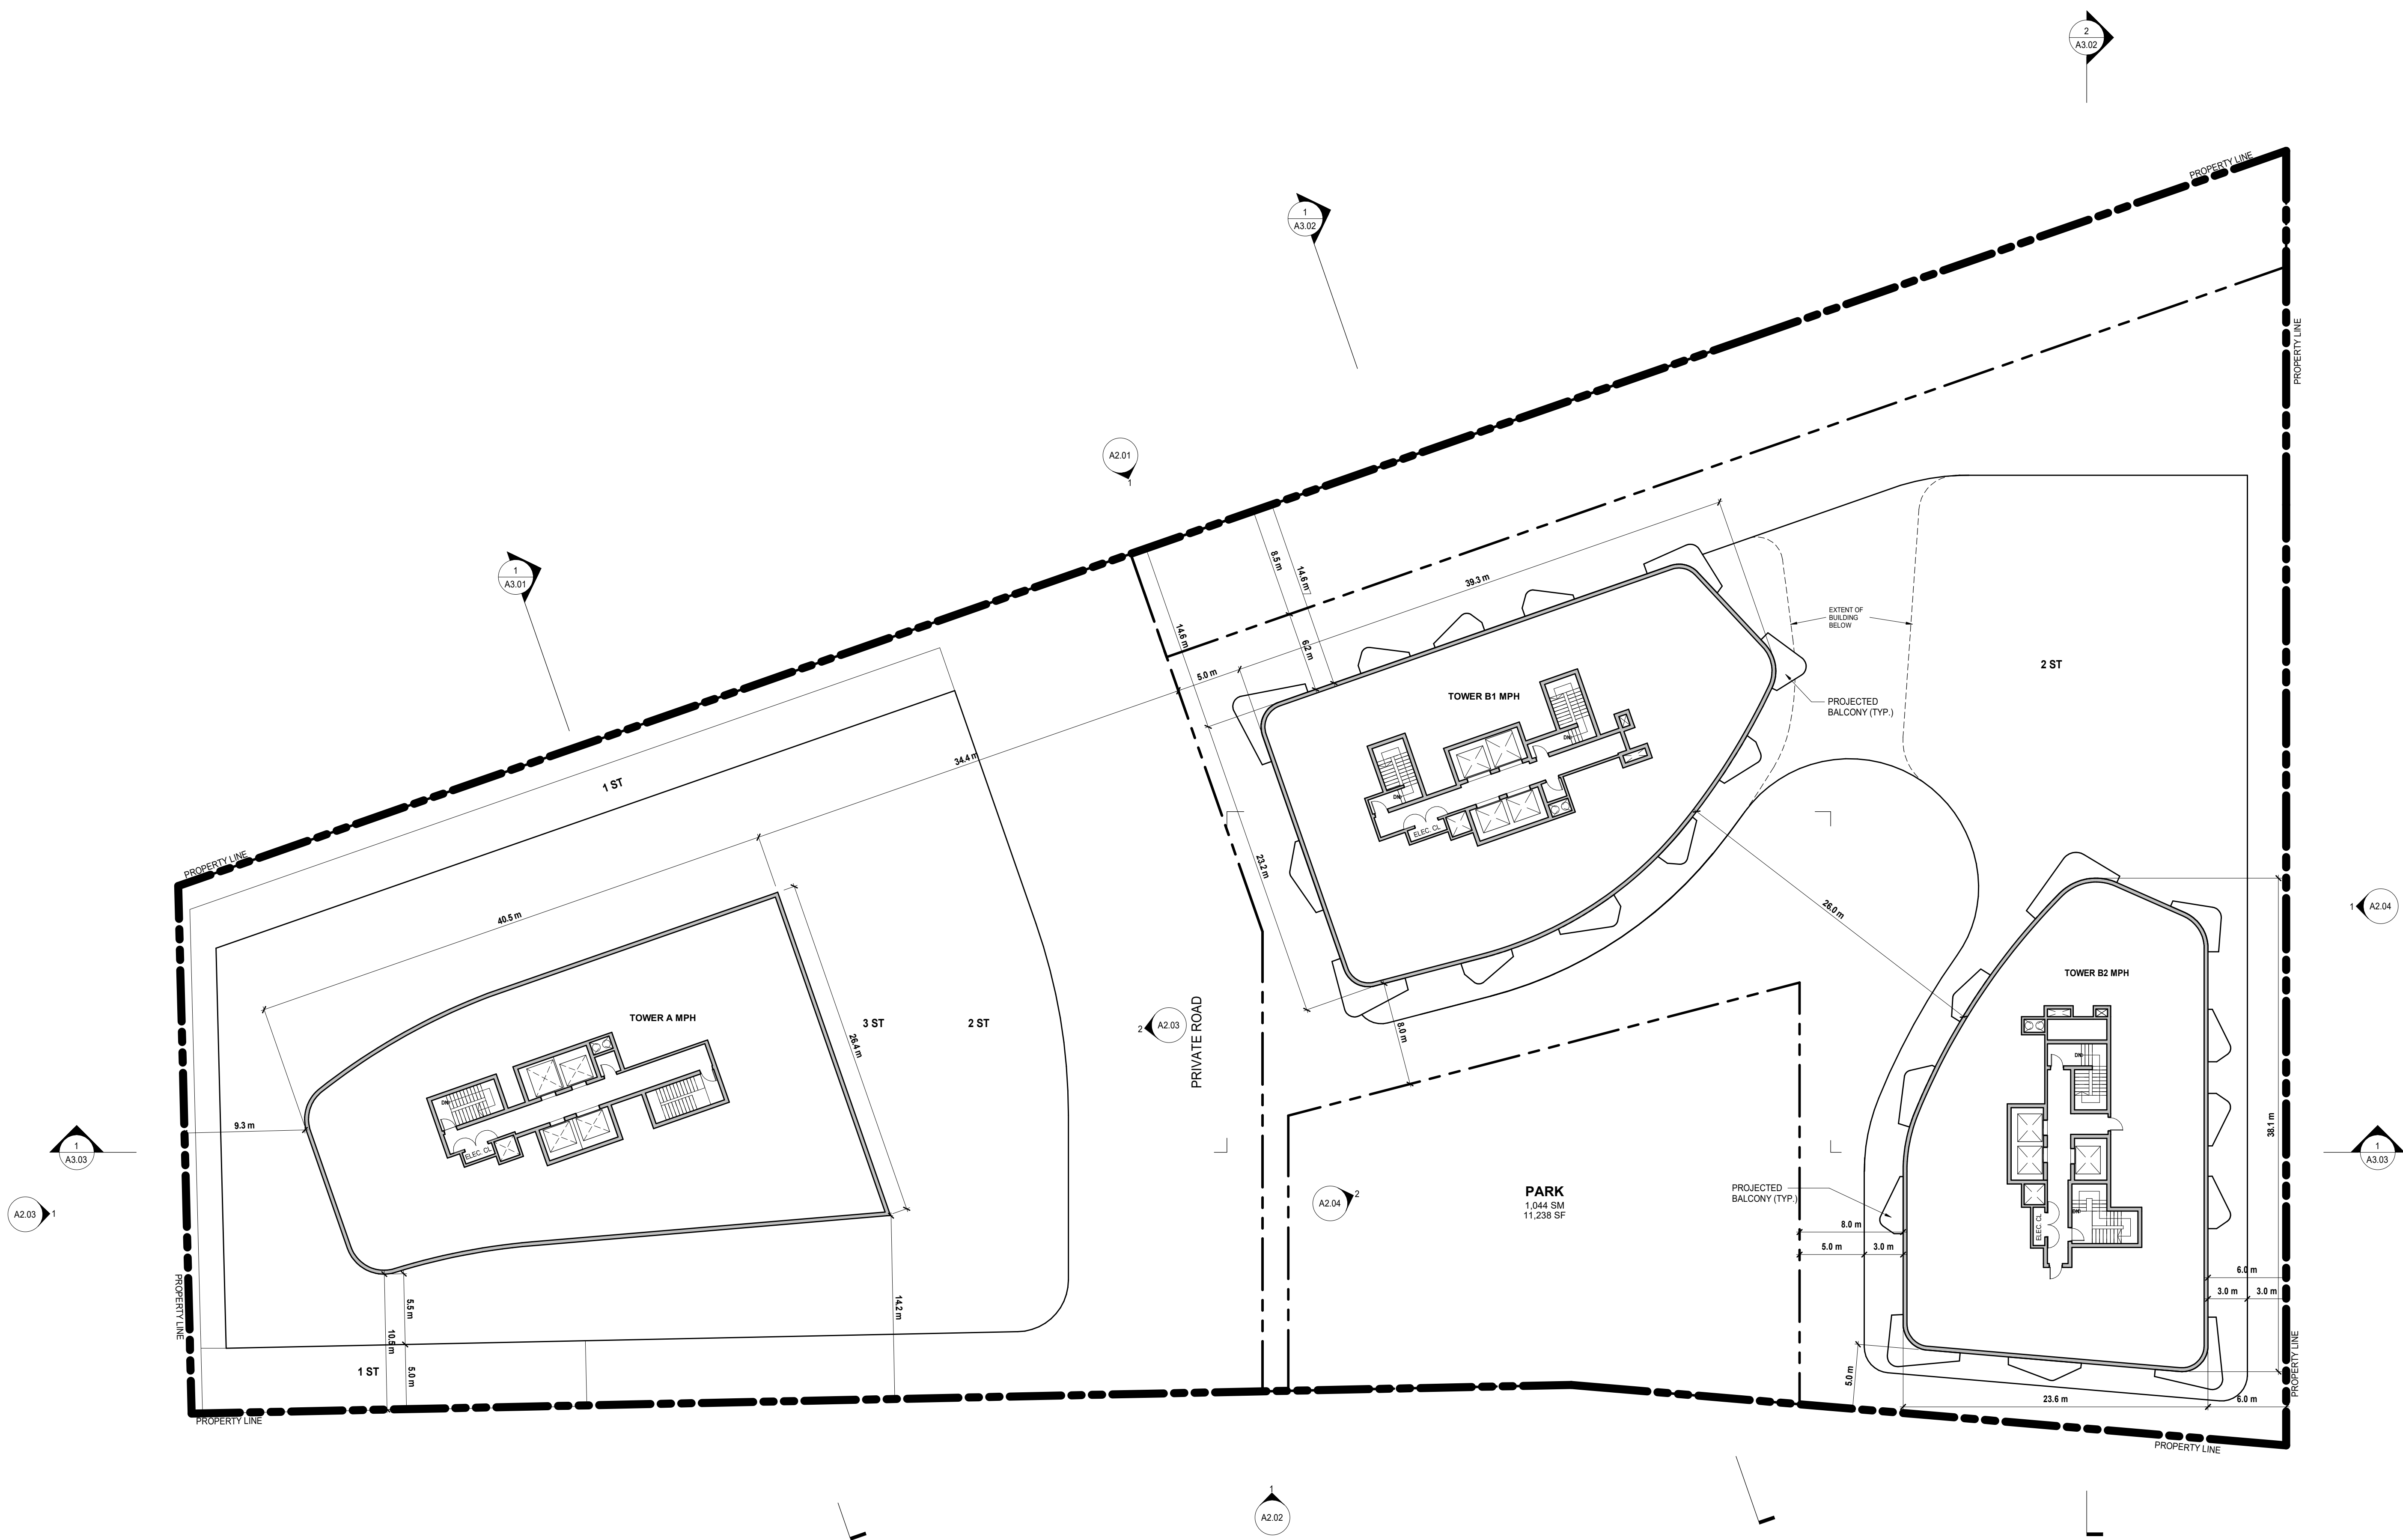 2
A3.02
PROPERTY LINE
1
A3.02
PROPERTY LINE
A2.01
1
8.5 m
14.6 m
39.3 m
1
A3.01
14.6 m
6.2 m
EXTENT OF
BUILDING
BELOW
2 ST
5.0 m
TOWER B1 MPH
PROJECTED
BALCONY (TYP.)
DN
34.4 m
1 ST
DN
ELEC. CL
PROPERTY LINE
23.2 m
40.5 m
26.0 m
1
A2.04
TOWER B2 MPH
TOWER A MPH
3 ST
2 ST
26.4 m
2
A2.03
PRIVATE ROAD
8.0 m
DN
DN
9.3 m
38.1 m
1
A3.03
ELEC. CL
1
A3.03
A2.03
1
A2.04
2
PARK
1,044 SM
11,238 SF
PROJECTED
BALCONY (TYP.)
DN
ELEC CL
8.0 m
5.0 m
3.0 m
6.0 m
3.0 m
3.0 m
PROPERTY LINE
5.5 m
10.5 m
14.2 m
1 ST
5.0 m
5.0 m
PROPERTY LINE
23.6 m
6.0 m
PROPERTY LINE
PROPERTY LINE
1
A2.02